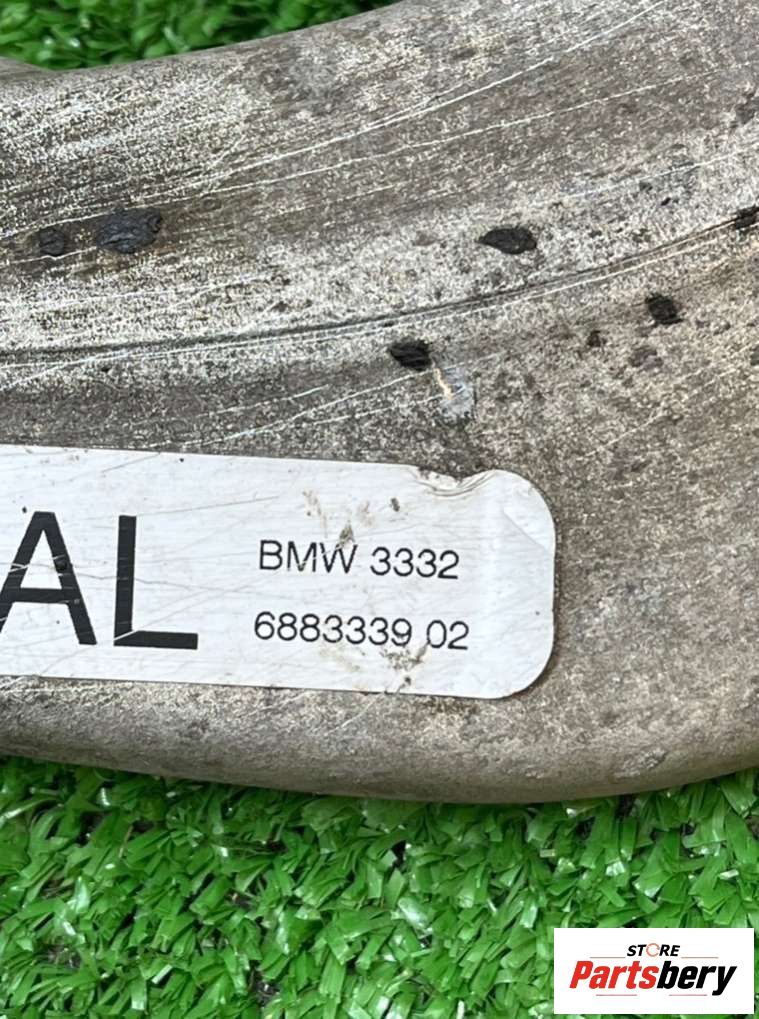 AL
BMW 3332
6883339 02
STORE
Partsbery